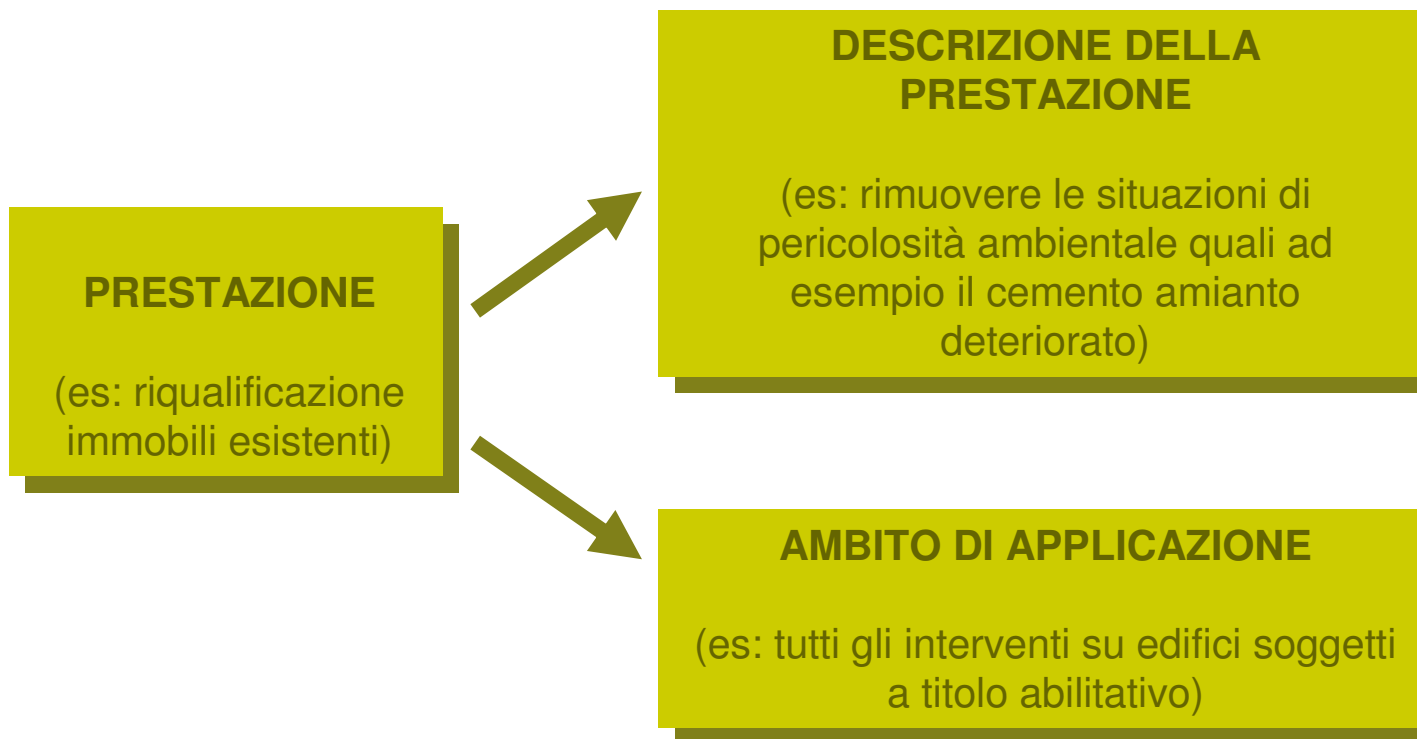 PRESTAZIONE
(es: riqualificazione
immobili esistenti)
DESCRIZIONE DELLA
PRESTAZIONE
(es: rimuovere le situazioni di
pericolosità ambientale quali ad
esempio il cemento amianto
deteriorato)
AMBITO DI APPLICAZIONE
(es: tutti gli interventi su edifici soggetti
a titolo abilitativo)